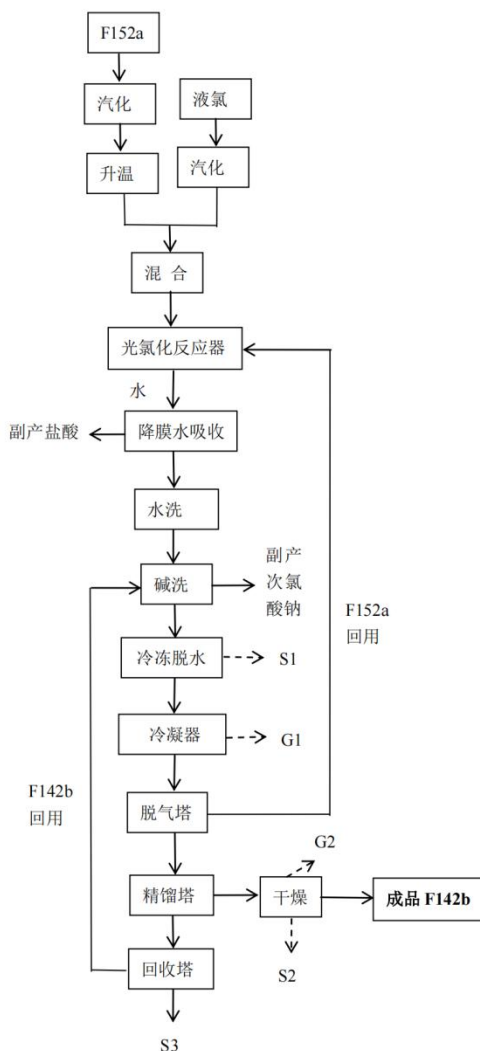 F152a
汽化
液氯
升温
汽化
混 合
光氯化反应器
水
副产盐酸
降膜水吸收
水洗
碱洗
副产
次氯
酸钠
F152a
回用
冷冻脱水
S1
冷凝器
G1
F142b
回用
脱气塔
G2
精馏塔
干燥
成品 F142b
回收塔
S2
S3